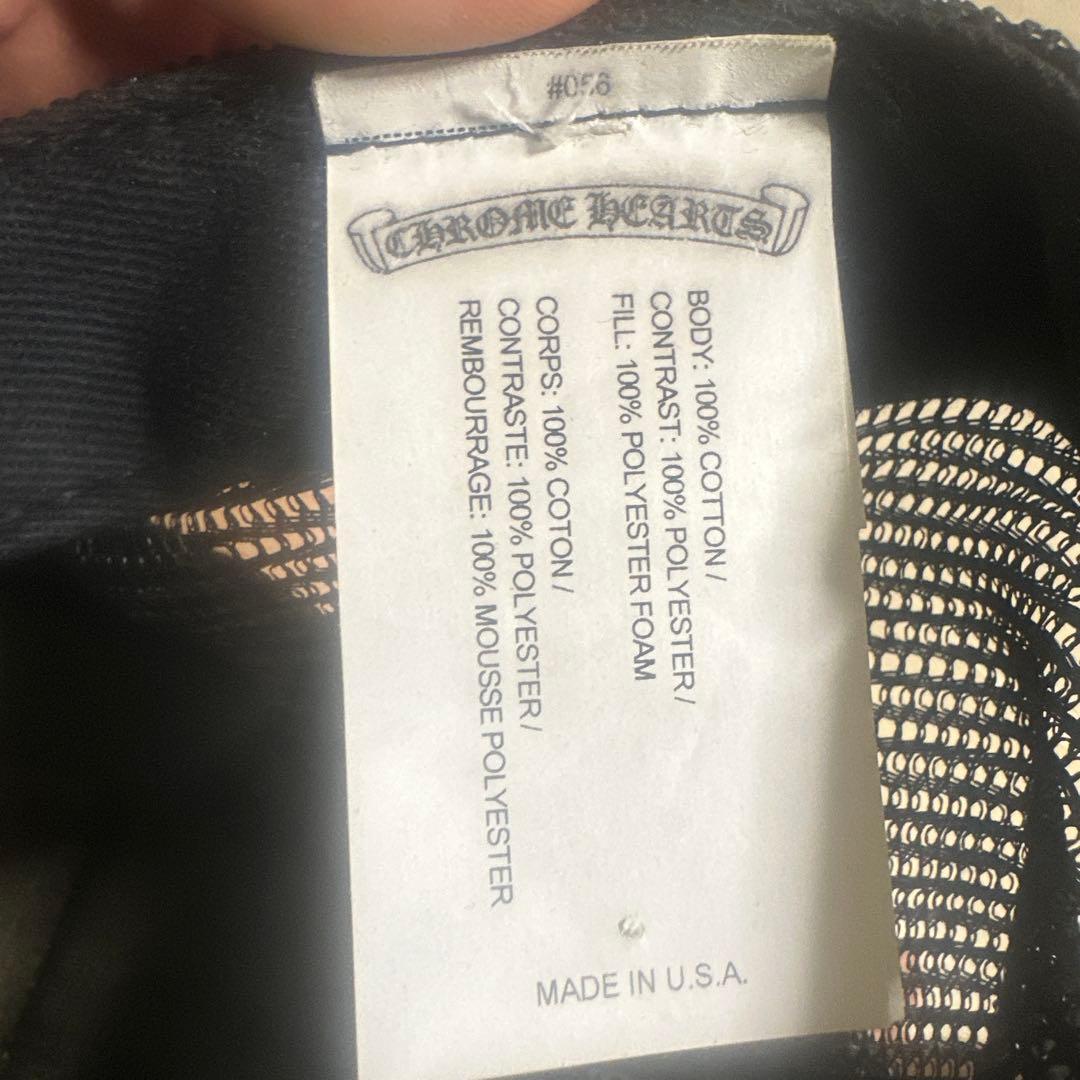 #056
CHROME HEARTS
BODY: 100% COTTON /
CONTRAST: 100% POLYESTER /
FILL: 100% POLYESTER FOAM
CORPS: 100% COTON /
CONTRASTE: 100% POLYESTER /
REMBOURRAGE: 100% MOUSSE POLYESTER
MADE IN U.S.A.